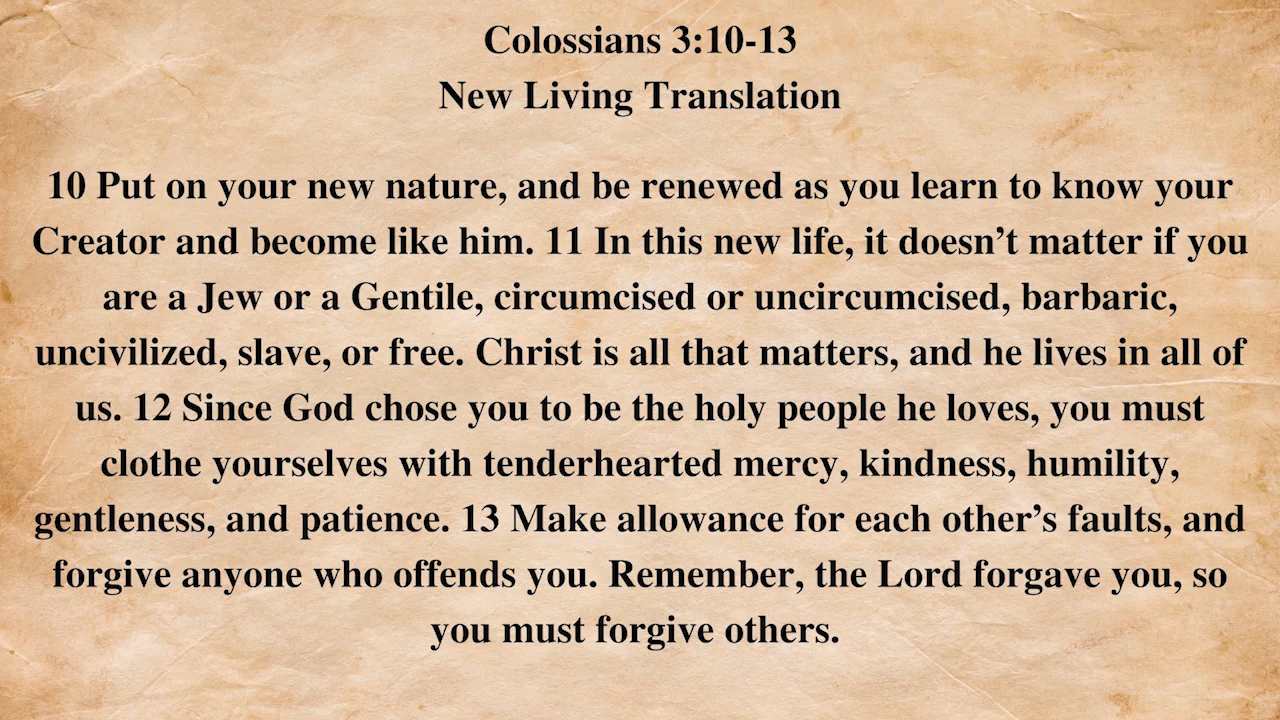 Colossians 3:10-13
New Living Translation
10 Put on your new nature, and be renewed as you learn to know your
Creator and become like him. 11 In this new life, it doesn’t matter if you
are a Jew or a Gentile, circumcised or uncircumcised, barbaric,
uncivilized, slave, or free. Christ is all that matters, and he lives in all of
us. 12 Since God chose you to be the holy people he loves, you must
clothe yourselves with tenderhearted mercy, kindness, humility,
gentleness, and patience. 13 Make allowance for each other’s faults, and
forgive anyone who offends you. Remember, the Lord forgave you, so
you must forgive others.